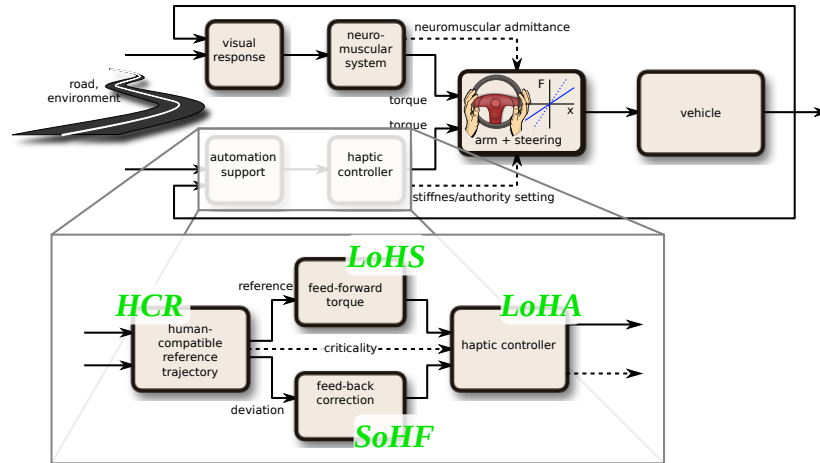 neuromuscular admittance
visual
response
neuro-
muscular
system
road,
environment
torque
torque
F
x
arm + steering
vehicle
automation
support
haptic
controller
stiffnes/authority setting
LoHS
reference
feed-forward
torque
HCR
human-
compatible
reference
trajectory
LoHA
haptic controller
criticality
feed-back
correction
deviation
SoHF